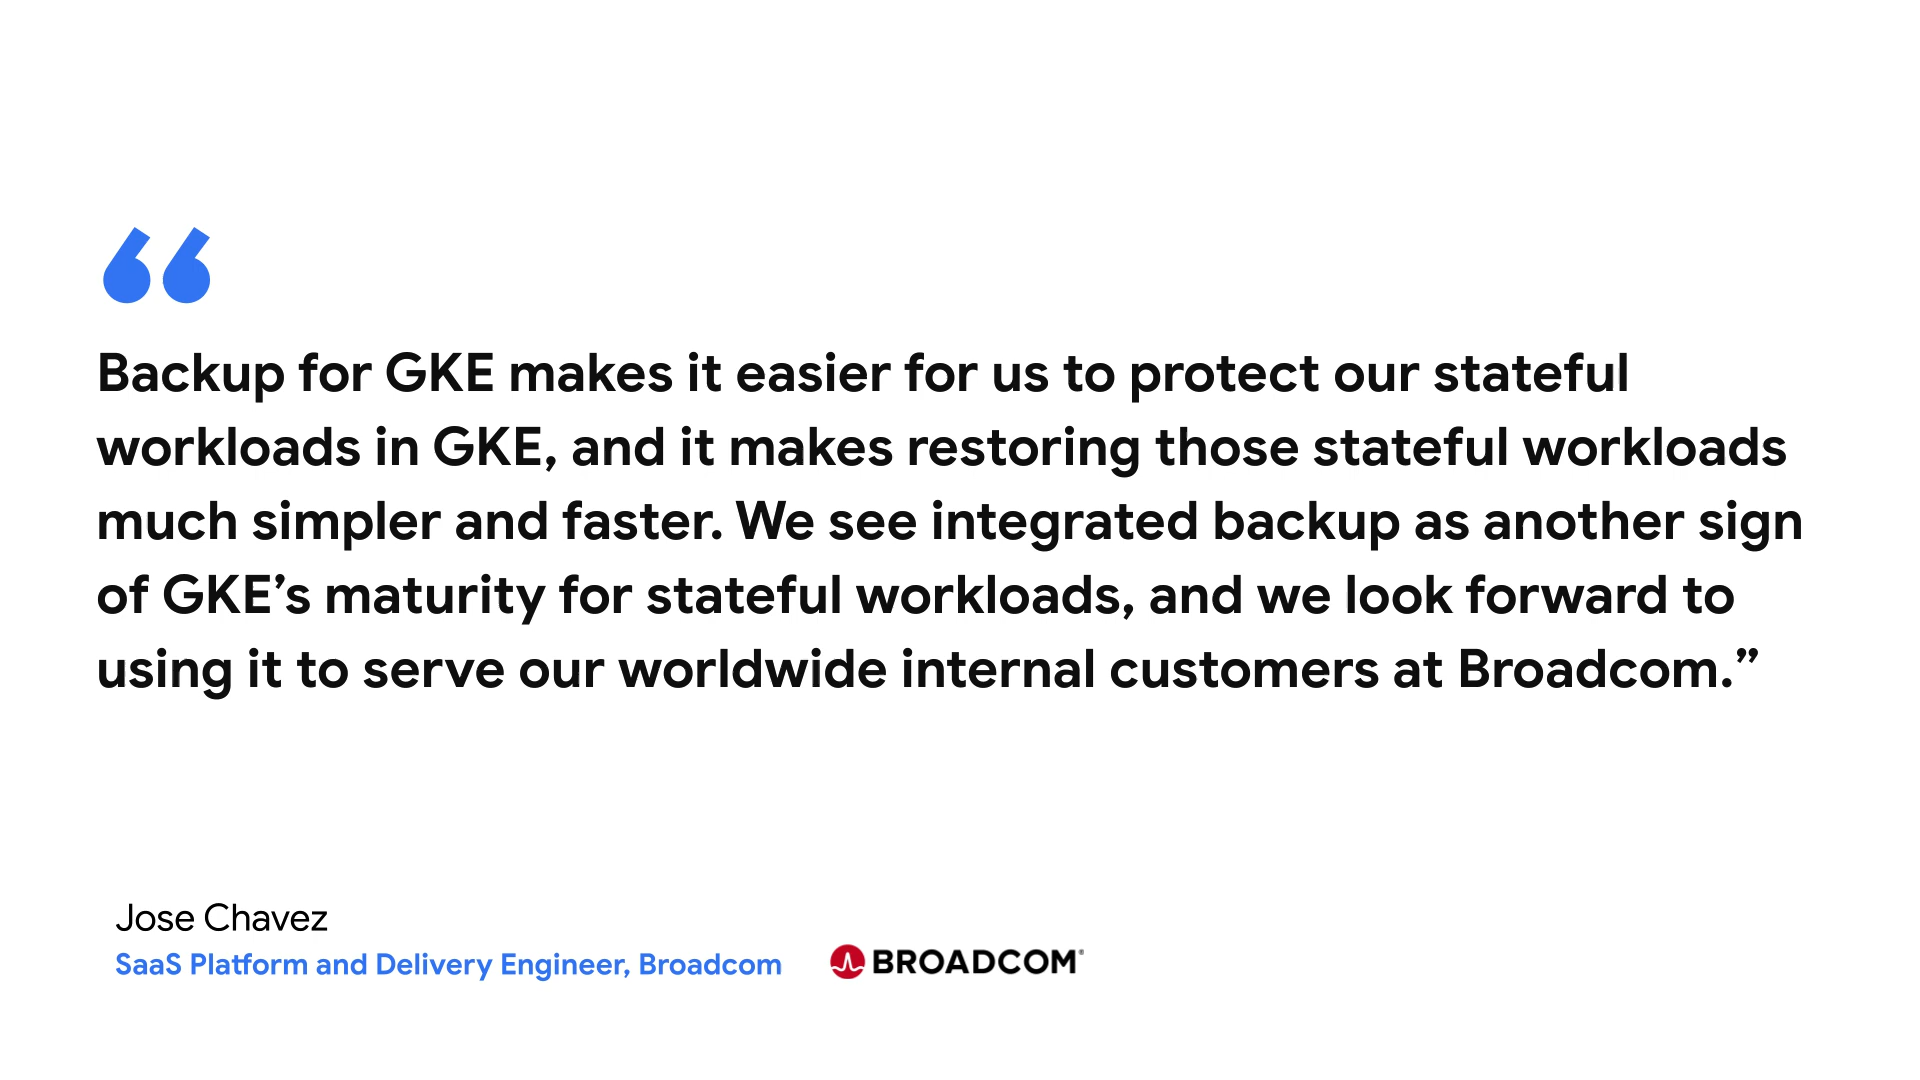 “
Backup for GKE makes it easier for us to protect our stateful
workloads in GKE, and it makes restoring those stateful workloads
much simpler and faster. We see integrated backup as another sign
of GKE’s maturity for stateful workloads, and we look forward to
using it to serve our worldwide internal customers at Broadcom.”
Jose Chavez
SaaS Platform and Delivery Engineer, Broadcom
BROADCOM®